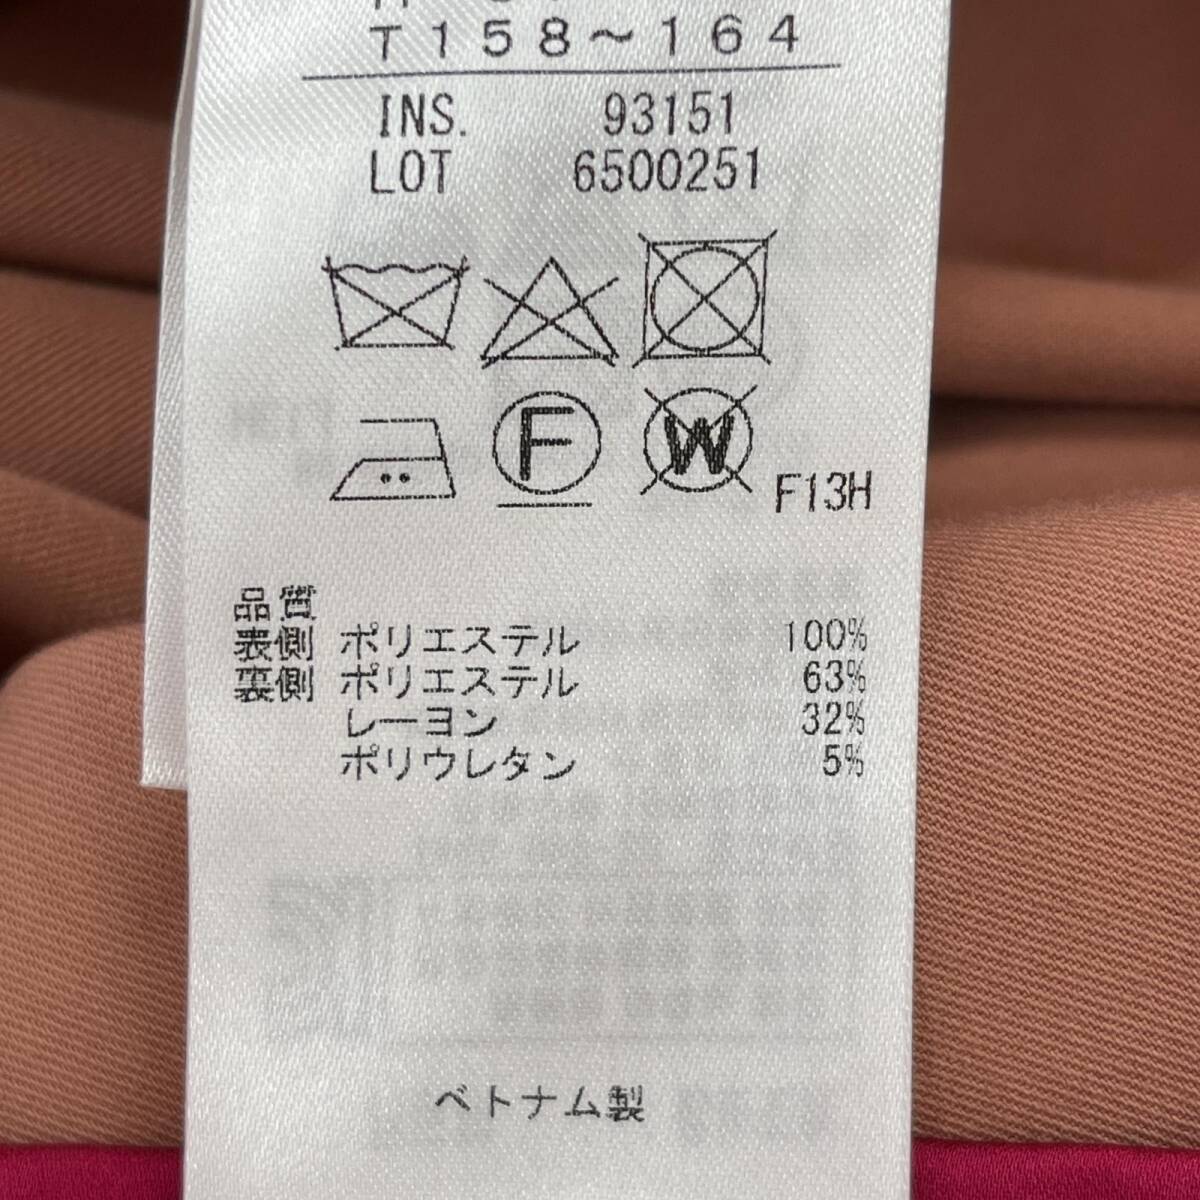 T158～164
INS. 93151
LOT 6500251
F W F13H
品質
表側 ポリエステル 100%
裏側 ポリエステル 63%
レーヨン 32%
ポリウレタン 5%
ベトナム製